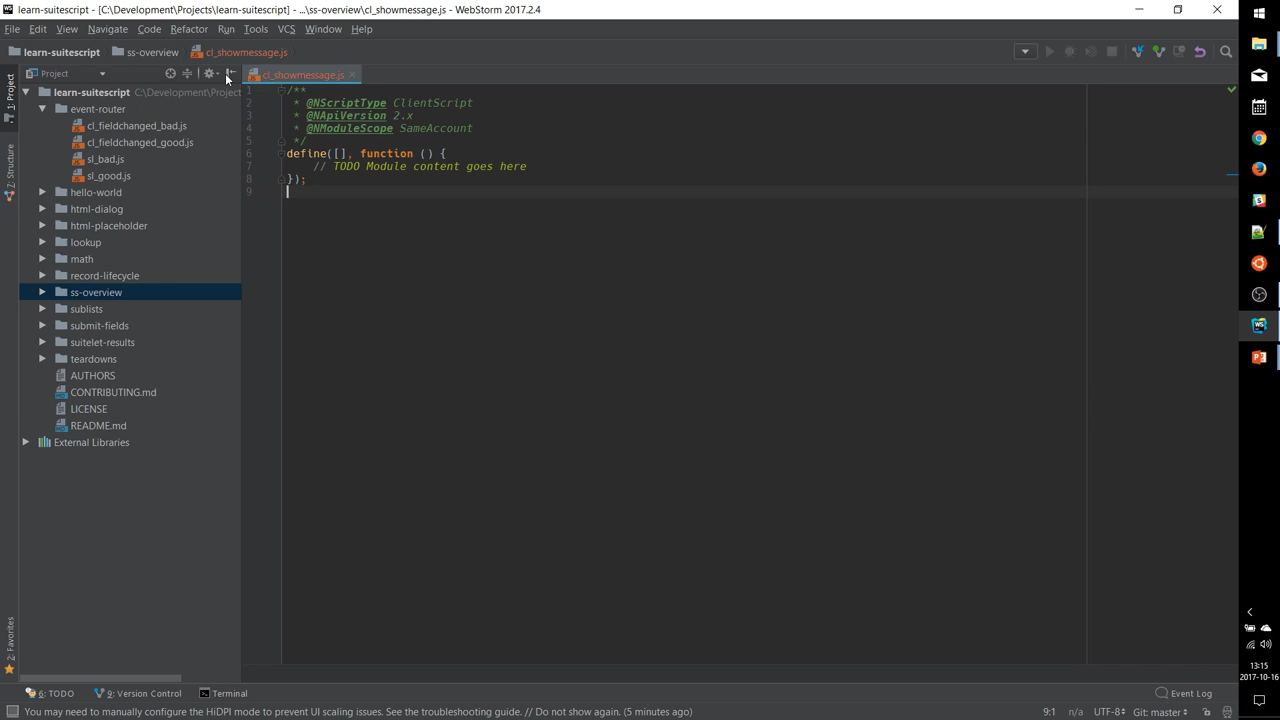 learn-suitescript - [C:\Development\Projects\learn-suitescript] - ...\ss-overview\cl_showmessage.js - WebStorm 2017.2.4
File Edit View Navigate Code Refactor Run Tools VCS Window Help
learn-suitescript ss-overview cl_showmessage.js
1: Project
Project
cl_showmessage.js
learn-suitescript C:\Development\Project
event-router
cl_fieldchanged_bad.js
cl_fieldchanged_good.js
sl_bad.js
sl_good.js
hello-world
html-dialog
html-placeholder
lookup
math
record-lifecycle
ss-overview
sublists
submit-fields
suitelet-results
teardowns
AUTHORS
CONTRIBUTING.md
LICENSE
README.md
External Libraries
7: Structure
2: Favorites
1 /**
2 * @NScriptType ClientScript
3 * @NApiVersion 2.x
4 * @NModuleScope SameAccount
5 */
6 define([], function () {
7 // TODO Module content goes here
8 });
9
6: TODO 9: Version Control Terminal Event Log
You may need to manually configure the HiDPI mode to prevent UI scaling issues. See the troubleshooting guide. // Do not show again. (5 minutes ago) 9:1 n/a UTF-8 Git: master
13:15
2017-10-16